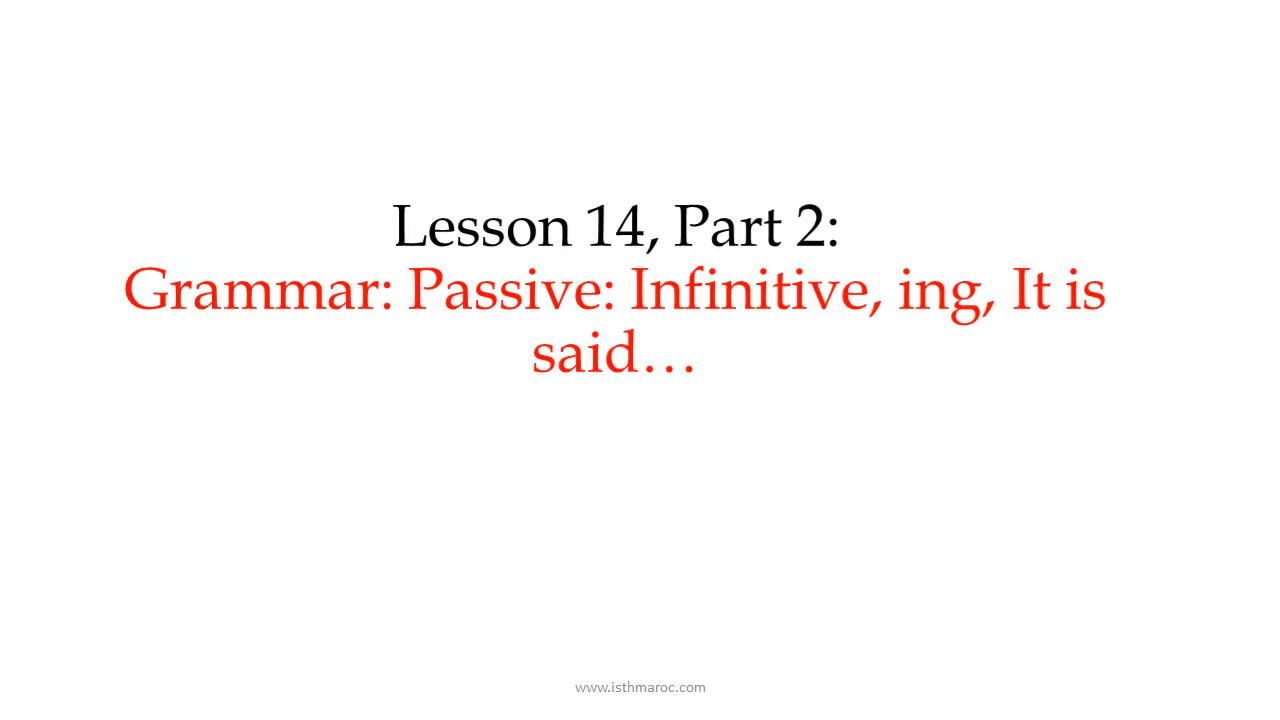 Lesson 14, Part 2:
Grammar: Passive: Infinitive, ing, It is
said…
www.isthmaroc.com